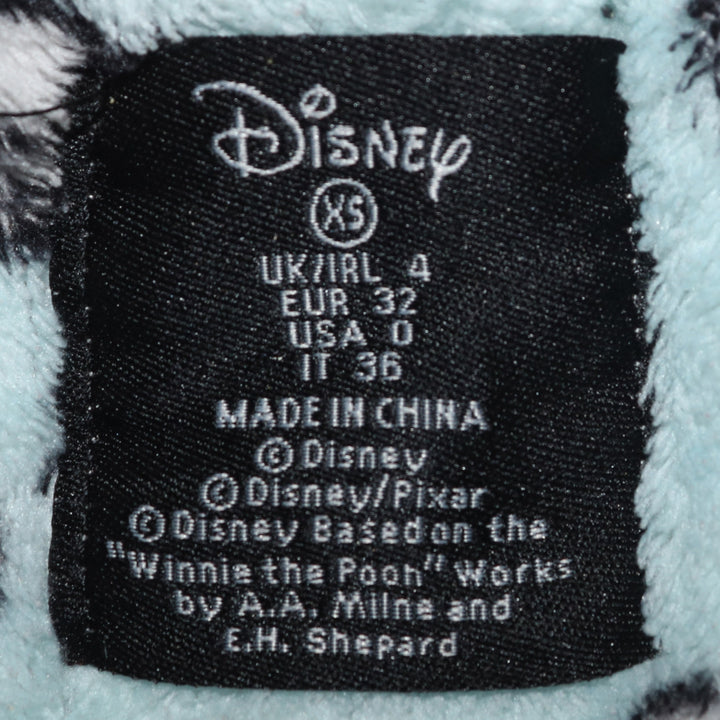 Disney
XS
UK/IRL 4
EUR 32
USA 0
IT 36
MADE IN CHINA
©Disney
©Disney/Pixar
©Disney Based on the
"Winnie the Pooh" Works
by A.A. Milne and
E.H. Shepard